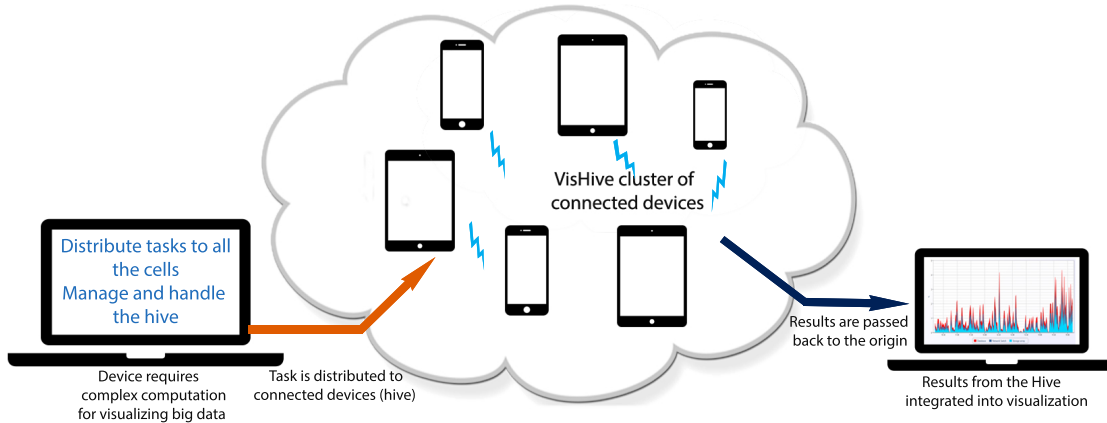 VisHive cluster of
connected devices
Distribute tasks to all
the cells
Manage and handle
the hive
Device requires
complex computation
for visualizing big data
Task is distributed to
connected devices (hive)
Results are passed
back to the origin
Results from the Hive
integrated into visualization